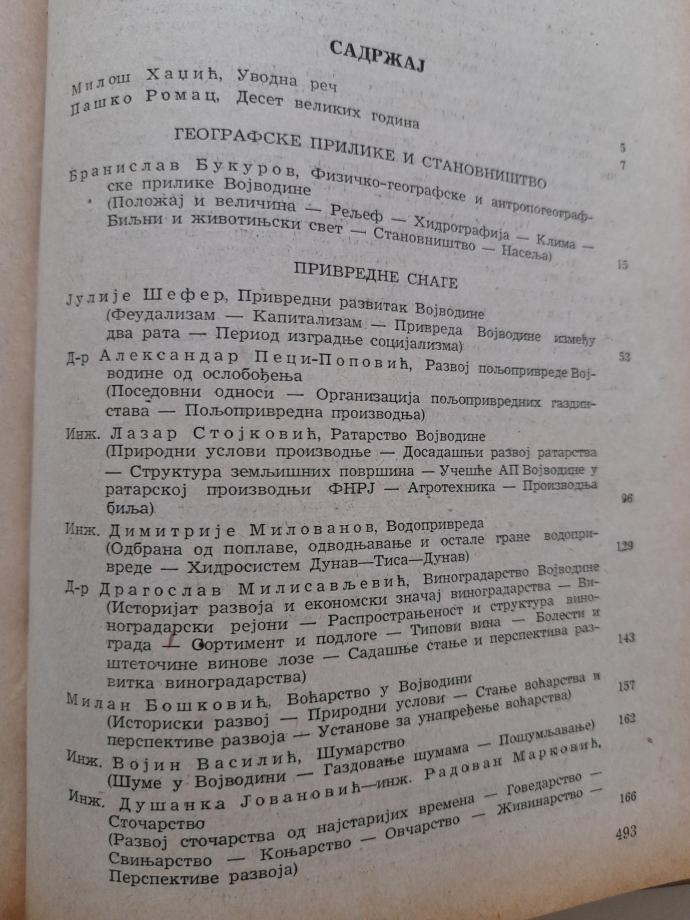 САДРЖАЈ
Милош Хаџић, Уводна реч 5
Пашко Ромац, Десет великих година 7
ГЕОГРАФСКЕ ПРИЛИКЕ И СТАНОВНИШТВО
Бранислав Букуров, Физичко-географске и антропогеограф-
ске прилике Војводине
(Положај и величина — Рељеф — Хидрографија — Клима —
Биљни и животињски свет — Становништво — Насеља) 15
ПРИВРЕДНЕ СНАГЕ
Јулије Шефер, Привредни развитак Војводине
(Феудализам — Капитализам — Привреда Војводине између
два рата — Период изградње социјализма) 53
Д-р Александар Пеци-Поповић, Развој пољопривреде Вој-
водине од ослобођења
(Поседовни односи — Организација пољопривредних газдин-
става — Пољопривредна производња)
Инж. Лазар Стојковић, Ратарство Војводине
(Природни услови производње — Досадашњи развој ратарства
— Структура земљишних површина — Учешће АП Војводине у
ратарској производњи ФНРЈ — Агротехника — Производња
биља) 96
Инж. Димитрије Милованов, Водопривреда
(Одбрана од поплаве, одводњавање и остале гране водопри-
вреде — Хидросистем Дунав—Тиса—Дунав) 129
Д-р Драгослав Милисављевић, Виноградарство Војводине
(Историјат развоја и економски значај виноградарства — Ви-
ноградарски рејони — Распрострањеност и структура вино-
града — Сортимент и подлоге — Типови вина — Болести и
штеточине винове лозе — Садашње стање и перспектива раз-
витка виноградарства) 143
Милан Бошковић, Воћарство у Војводини
(Историски развој — Природни услови — Стање воћарства и
перспективе развоја — Установе за унапређење воћарства) 157
Инж. Војин Василић, Шумарство
(Шуме у Војводини — Газдовање шумама — Пошумљавање) 162
Инж. Душанка Јовановић—инж. Радован Марковић,
Сточарство
(Развој сточарства од најстаријих времена — Говедарство —
Свињарство — Коњарство — Овчарство — Живинарство —
Перспективе развоја) 166
493